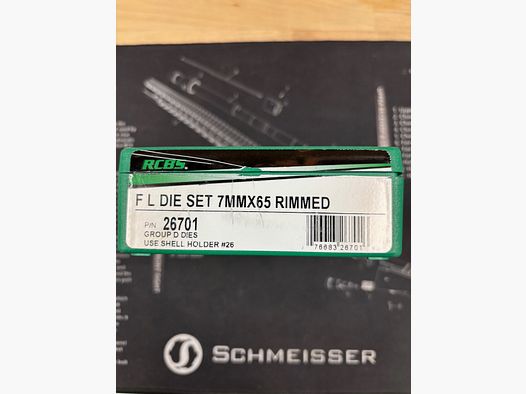 RCBS.
F L DIE SET 7MMX65 RIMMED
P/N 26701
GROUP D DIES
USE SHELL HOLDER #26
76683 26701
SCHMEISSER